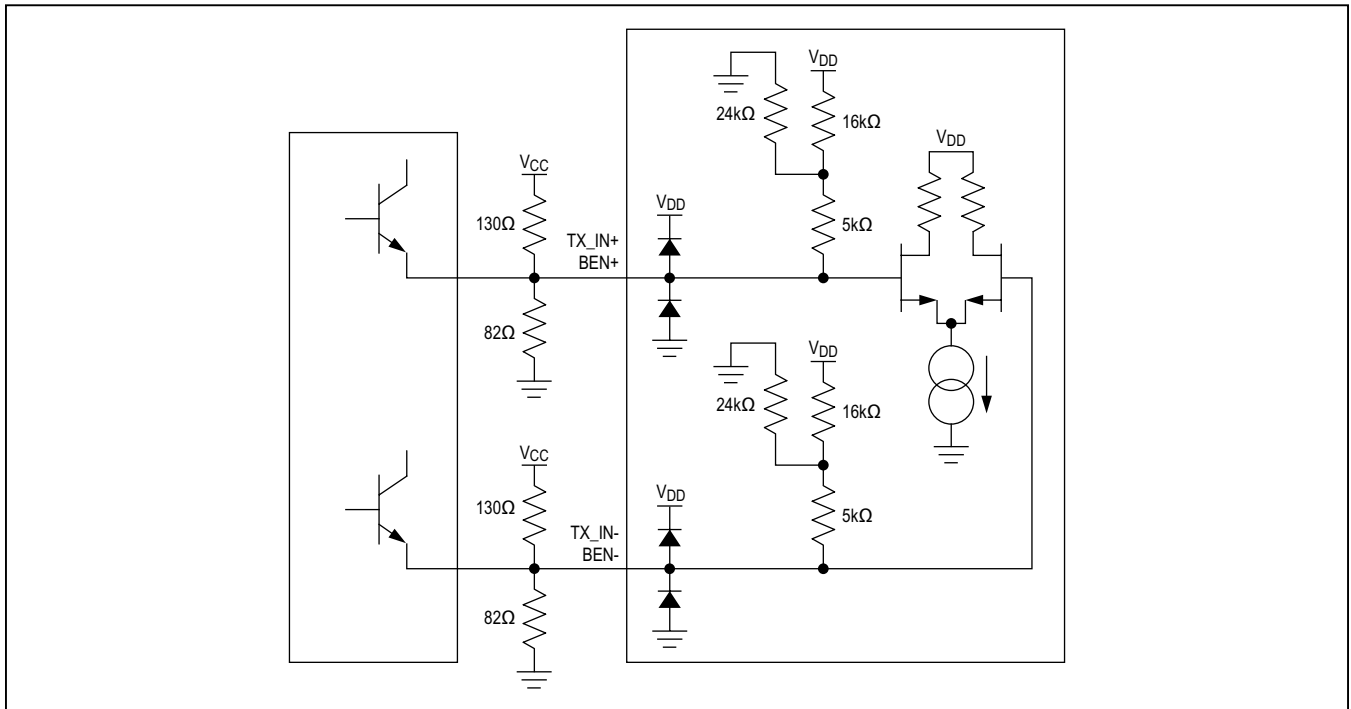 VDD
24kΩ
16kΩ
VDD
VCC
130Ω
VDD
5kΩ
TX_IN+
BEN+
82Ω
VDD
24kΩ
16kΩ
VCC
130Ω
VDD
5kΩ
TX_IN-
BEN-
82Ω